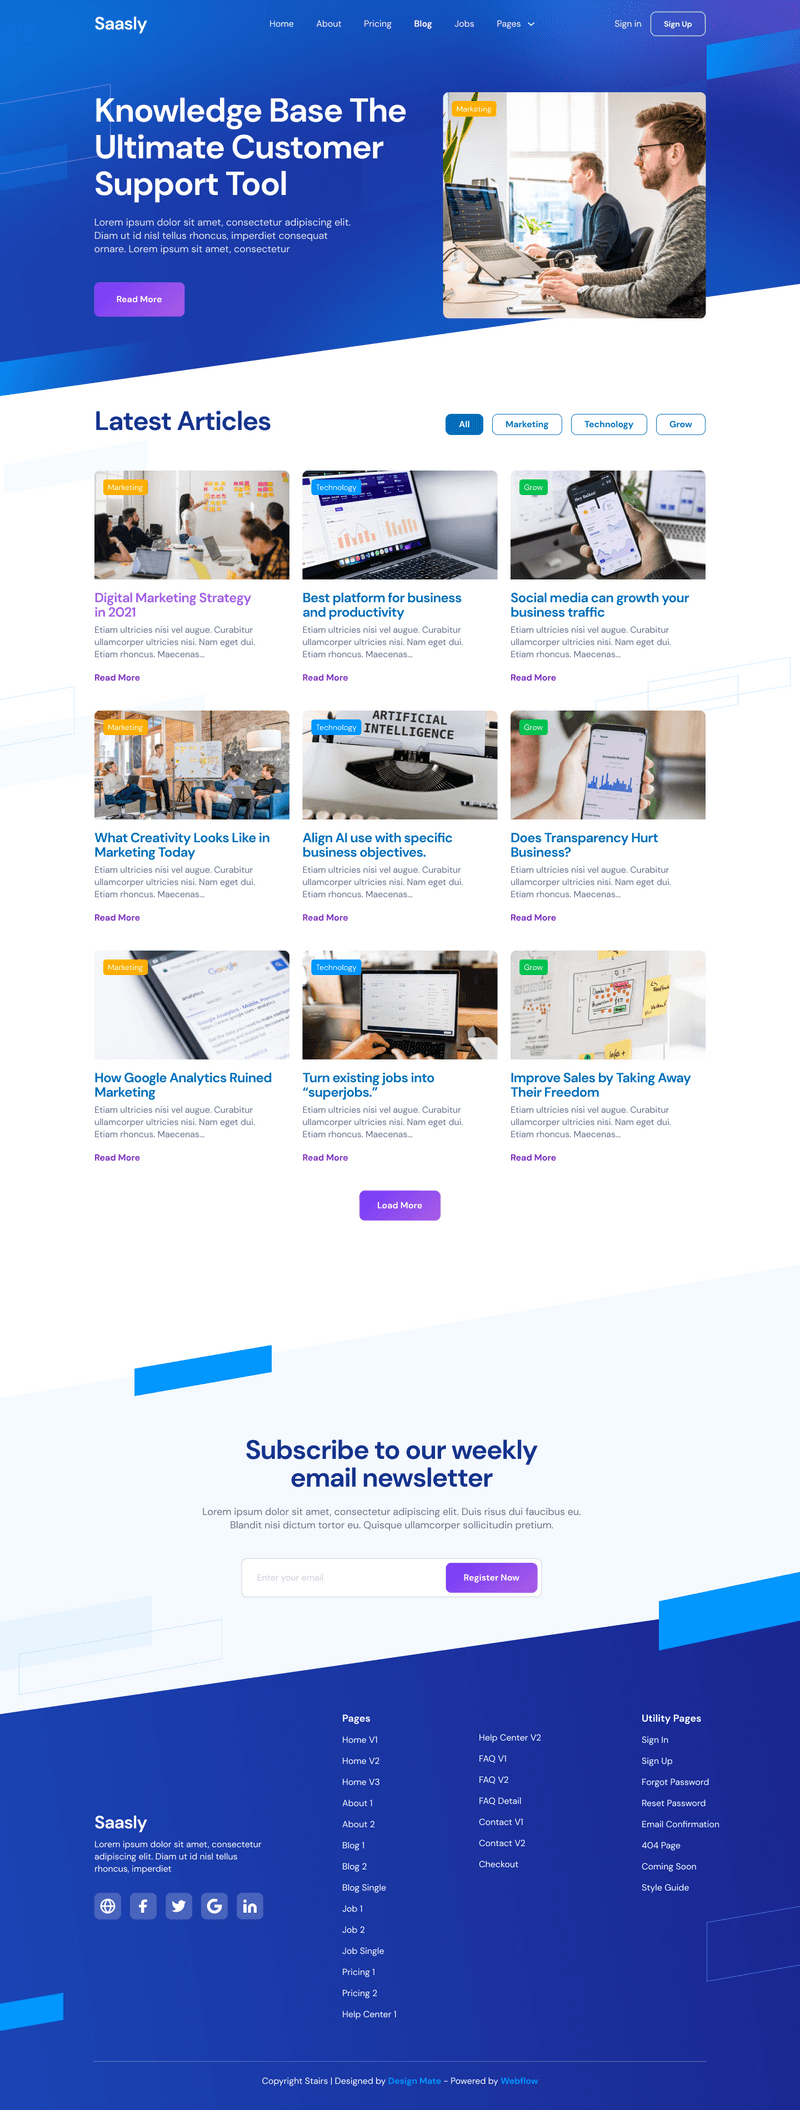 Saasly
Home About Pricing Blog Jobs Pages
Sign in Sign Up
Knowledge Base The
Ultimate Customer
Support Tool
Lorem ipsum dolor sit amet, consectetur adipiscing elit.
Diam ut id nisl tellus rhoncus, imperdiet consequat
ornare. Lorem ipsum sit amet, consectetur
Read More
Marketing
Latest Articles
All Marketing Technology Grow
Marketing
Digital Marketing Strategy
in 2021
Etiam ultricies nisi vel augue. Curabitur
ullamcorper ultricies nisi. Nam eget dui.
Etiam rhoncus. Maecenas...
Read More
Technology
Best platform for business
and productivity
Etiam ultricies nisi vel augue. Curabitur
ullamcorper ultricies nisi. Nam eget dui.
Etiam rhoncus. Maecenas...
Read More
Grow
Social media can growth your
business traffic
Etiam ultricies nisi vel augue. Curabitur
ullamcorper ultricies nisi. Nam eget dui.
Etiam rhoncus. Maecenas...
Read More
Marketing
What Creativity Looks Like in
Marketing Today
Etiam ultricies nisi vel augue. Curabitur
ullamcorper ultricies nisi. Nam eget dui.
Etiam rhoncus. Maecenas...
Read More
Technology
ARTIFICIAL
INTELLIGENCE
Align AI use with specific
business objectives.
Etiam ultricies nisi vel augue. Curabitur
ullamcorper ultricies nisi. Nam eget dui.
Etiam rhoncus. Maecenas...
Read More
Grow
Does Transparency Hurt
Business?
Etiam ultricies nisi vel augue. Curabitur
ullamcorper ultricies nisi. Nam eget dui.
Etiam rhoncus. Maecenas...
Read More
Marketing
Google
analytics
How Google Analytics Ruined
Marketing
Etiam ultricies nisi vel augue. Curabitur
ullamcorper ultricies nisi. Nam eget dui.
Etiam rhoncus. Maecenas...
Read More
Technology
Turn existing jobs into
“superjobs.”
Etiam ultricies nisi vel augue. Curabitur
ullamcorper ultricies nisi. Nam eget dui.
Etiam rhoncus. Maecenas...
Read More
Grow
Improve Sales by Taking Away
Their Freedom
Etiam ultricies nisi vel augue. Curabitur
ullamcorper ultricies nisi. Nam eget dui.
Etiam rhoncus. Maecenas...
Read More
Load More
Subscribe to our weekly
email newsletter
Lorem ipsum dolor sit amet, consectetur adipiscing elit. Duis risus dui faucibus eu.
Blandit nisi dictum tortor eu. Quisque ullamcorper sollicitudin pretium.
Enter your email
Register Now
Saasly
Lorem ipsum dolor sit amet, consectetur
adipiscing elit. Diam ut id nisl tellus
rhoncus, imperdiet
Pages
Home V1
Home V2
Home V3
About 1
About 2
Blog 1
Blog 2
Blog Single
Job 1
Job 2
Job Single
Pricing 1
Pricing 2
Help Center 1
Help Center V2
FAQ V1
FAQ V2
FAQ Detail
Contact V1
Contact V2
Checkout
Utility Pages
Sign In
Sign Up
Forgot Password
Reset Password
Email Confirmation
404 Page
Coming Soon
Style Guide
Copyright Stairs | Designed by Design Mate - Powered by Webflow